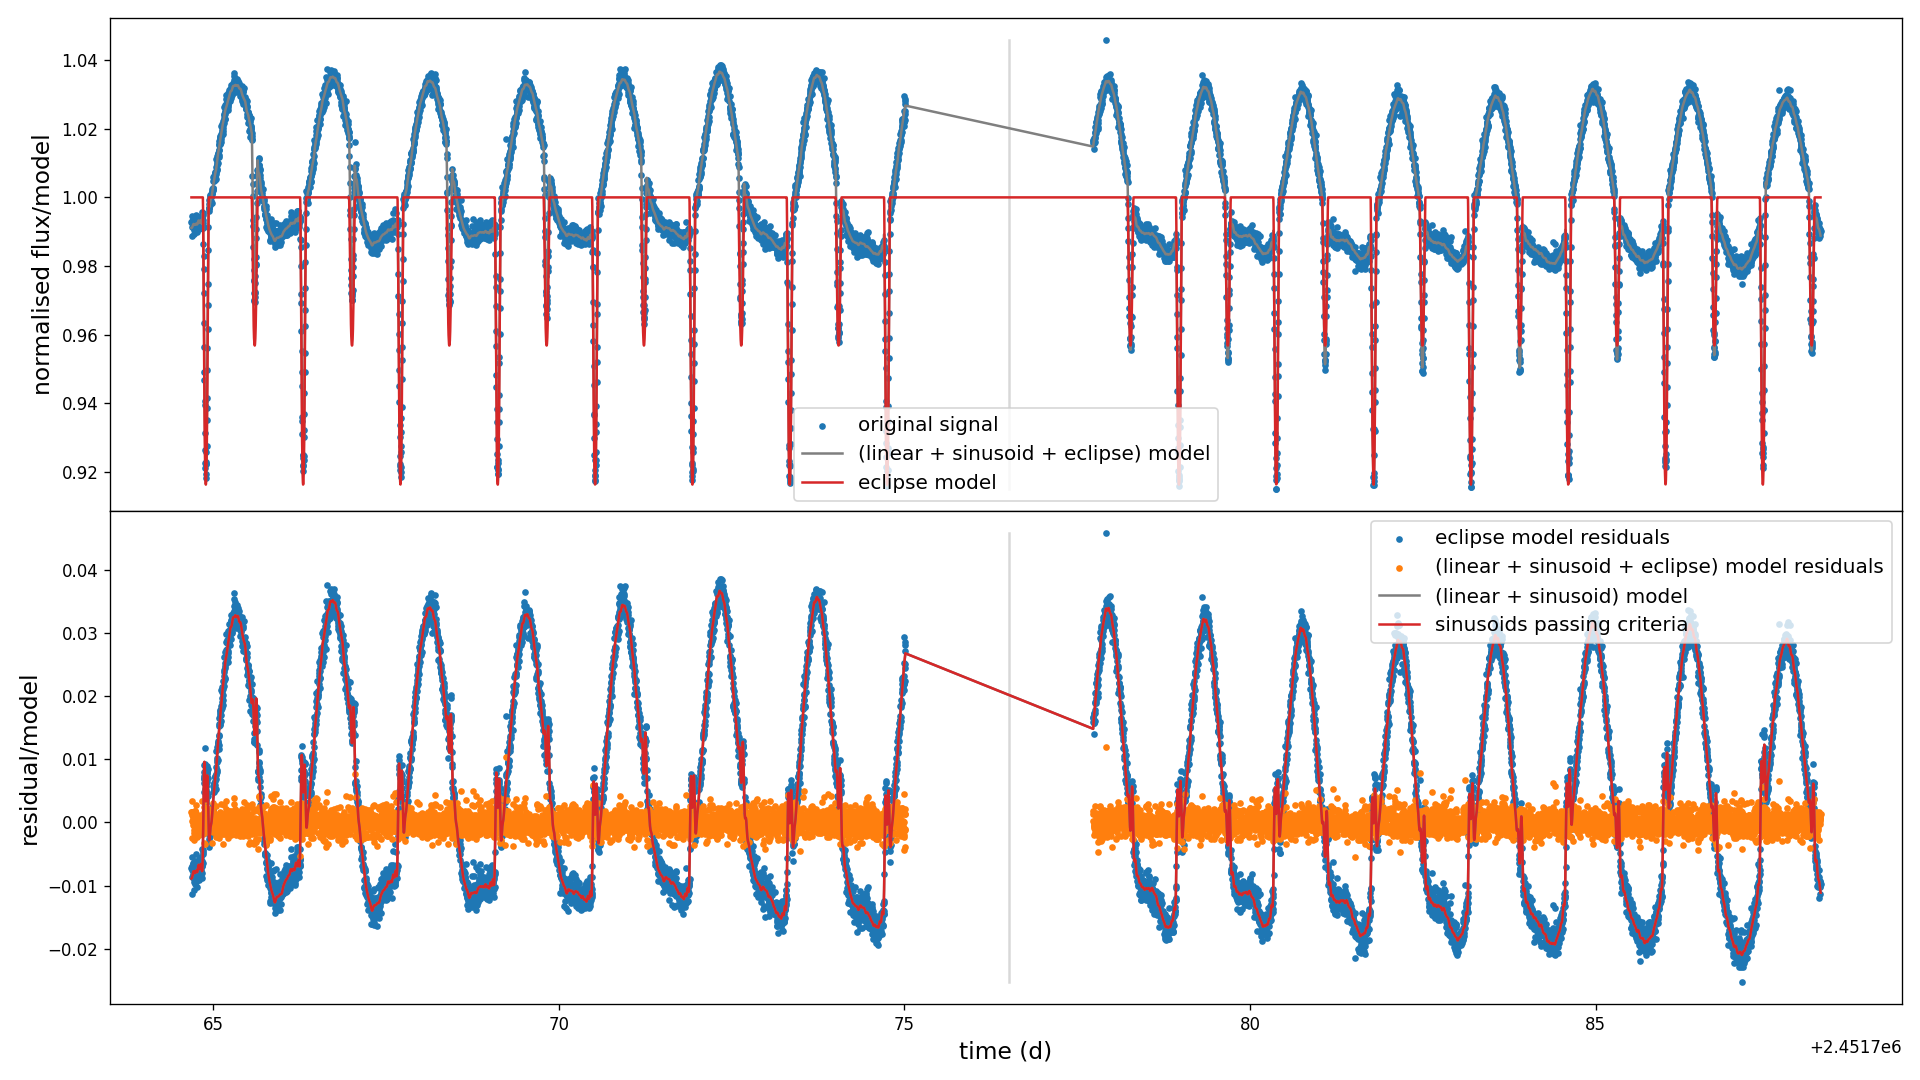 normalised flux/model
1.04
1.02
1.00
0.98
0.96
0.94
0.92
original signal
(linear + sinusoid + eclipse) model
eclipse model
residual/model
0.04
0.03
0.02
0.01
0.00
−0.01
−0.02
eclipse model residuals
(linear + sinusoid + eclipse) model residuals
(linear + sinusoid) model
sinusoids passing criteria
65
70
75
80
85
time (d)
+2.4517e6